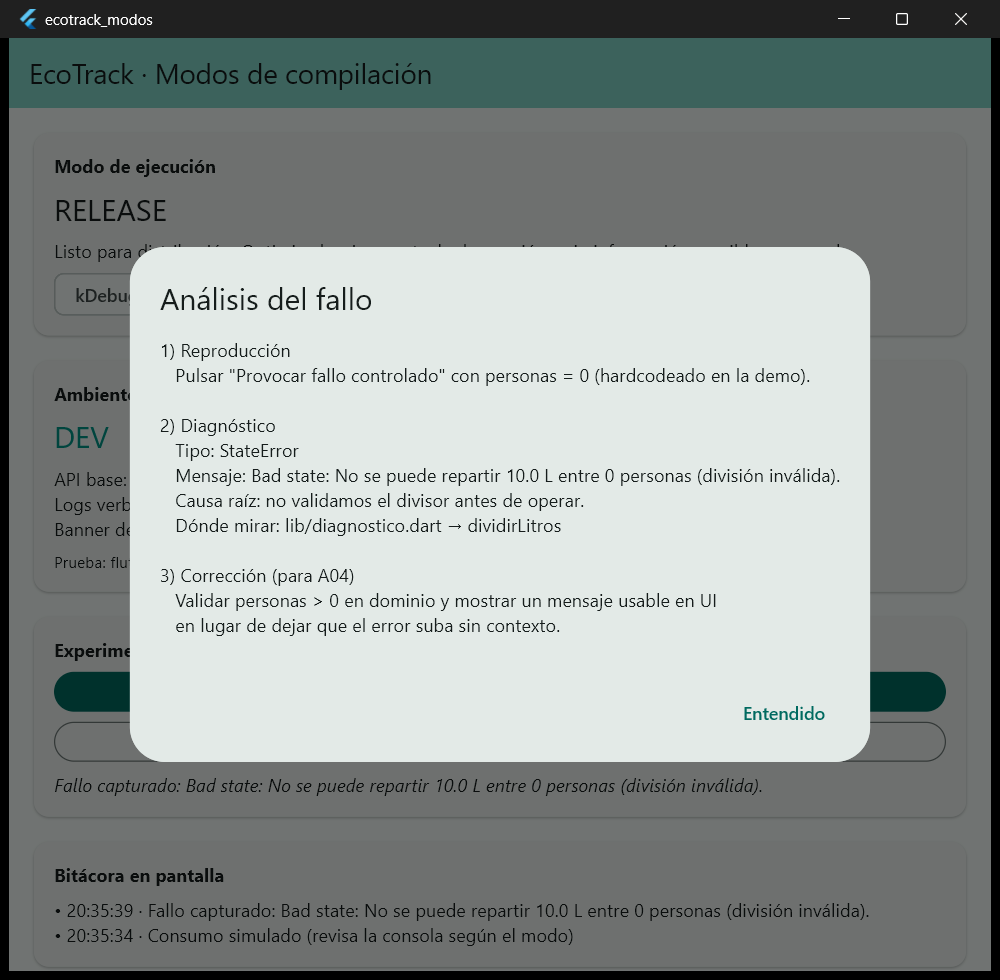 ecotrack_modos
EcoTrack · Modos de compilación
Modo de ejecución
RELEASE
Listo para
kDebu
Ambiente
DEV
API base:
Logs verb
Banner de
Prueba: flu
Experime
Análisis del fallo
1) Reproducción
Pulsar "Provocar fallo controlado" con personas = 0 (hardcodeado en la demo).
2) Diagnóstico
Tipo: StateError
Mensaje: Bad state: No se puede repartir 10.0 L entre 0 personas (división inválida).
Causa raíz: no validamos el divisor antes de operar.
Dónde mirar: lib/diagnostico.dart → dividirLitros
3) Corrección (para A04)
Validar personas > 0 en dominio y mostrar un mensaje usable en UI
en lugar de dejar que el error suba sin contexto.
Entendido
Fallo capturado: Bad state: No se puede repartir 10.0 L entre 0 personas (división inválida).
Bitácora en pantalla
• 20:35:39 · Fallo capturado: Bad state: No se puede repartir 10.0 L entre 0 personas (división inválida).
• 20:35:34 · Consumo simulado (revisa la consola según el modo)